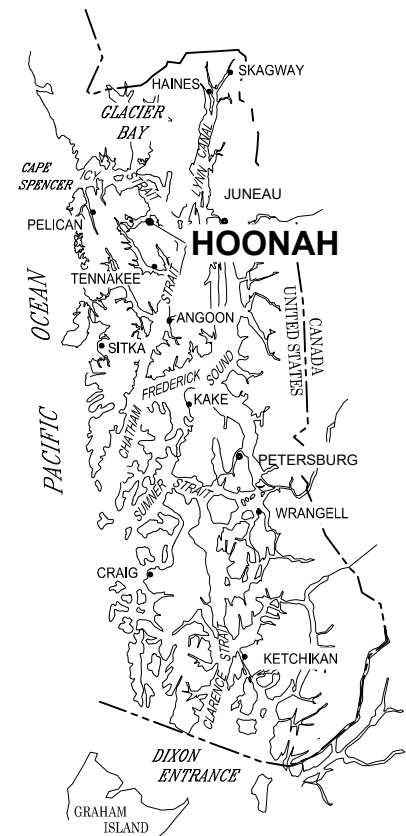 SKAGWAY
HAINES
GLACIER
BAY
LYNN CANAL
CAPE
SPENCER
ICY
STRAIT
JUNEAU
PELICAN
HOONAH
TENNAKEE
STRAIT
OCEAN
ANGOON
CANADA
UNITED STATES
SITKA
FREDERICK SOUND
CHATHAM
KAKE
PACIFIC
PETERSBURG
SUMNER STRAIT
WRANGELL
CRAIG
KETCHIKAN
CLARENCE STRAIT
DIXON
ENTRANCE
GRAHAM
ISLAND